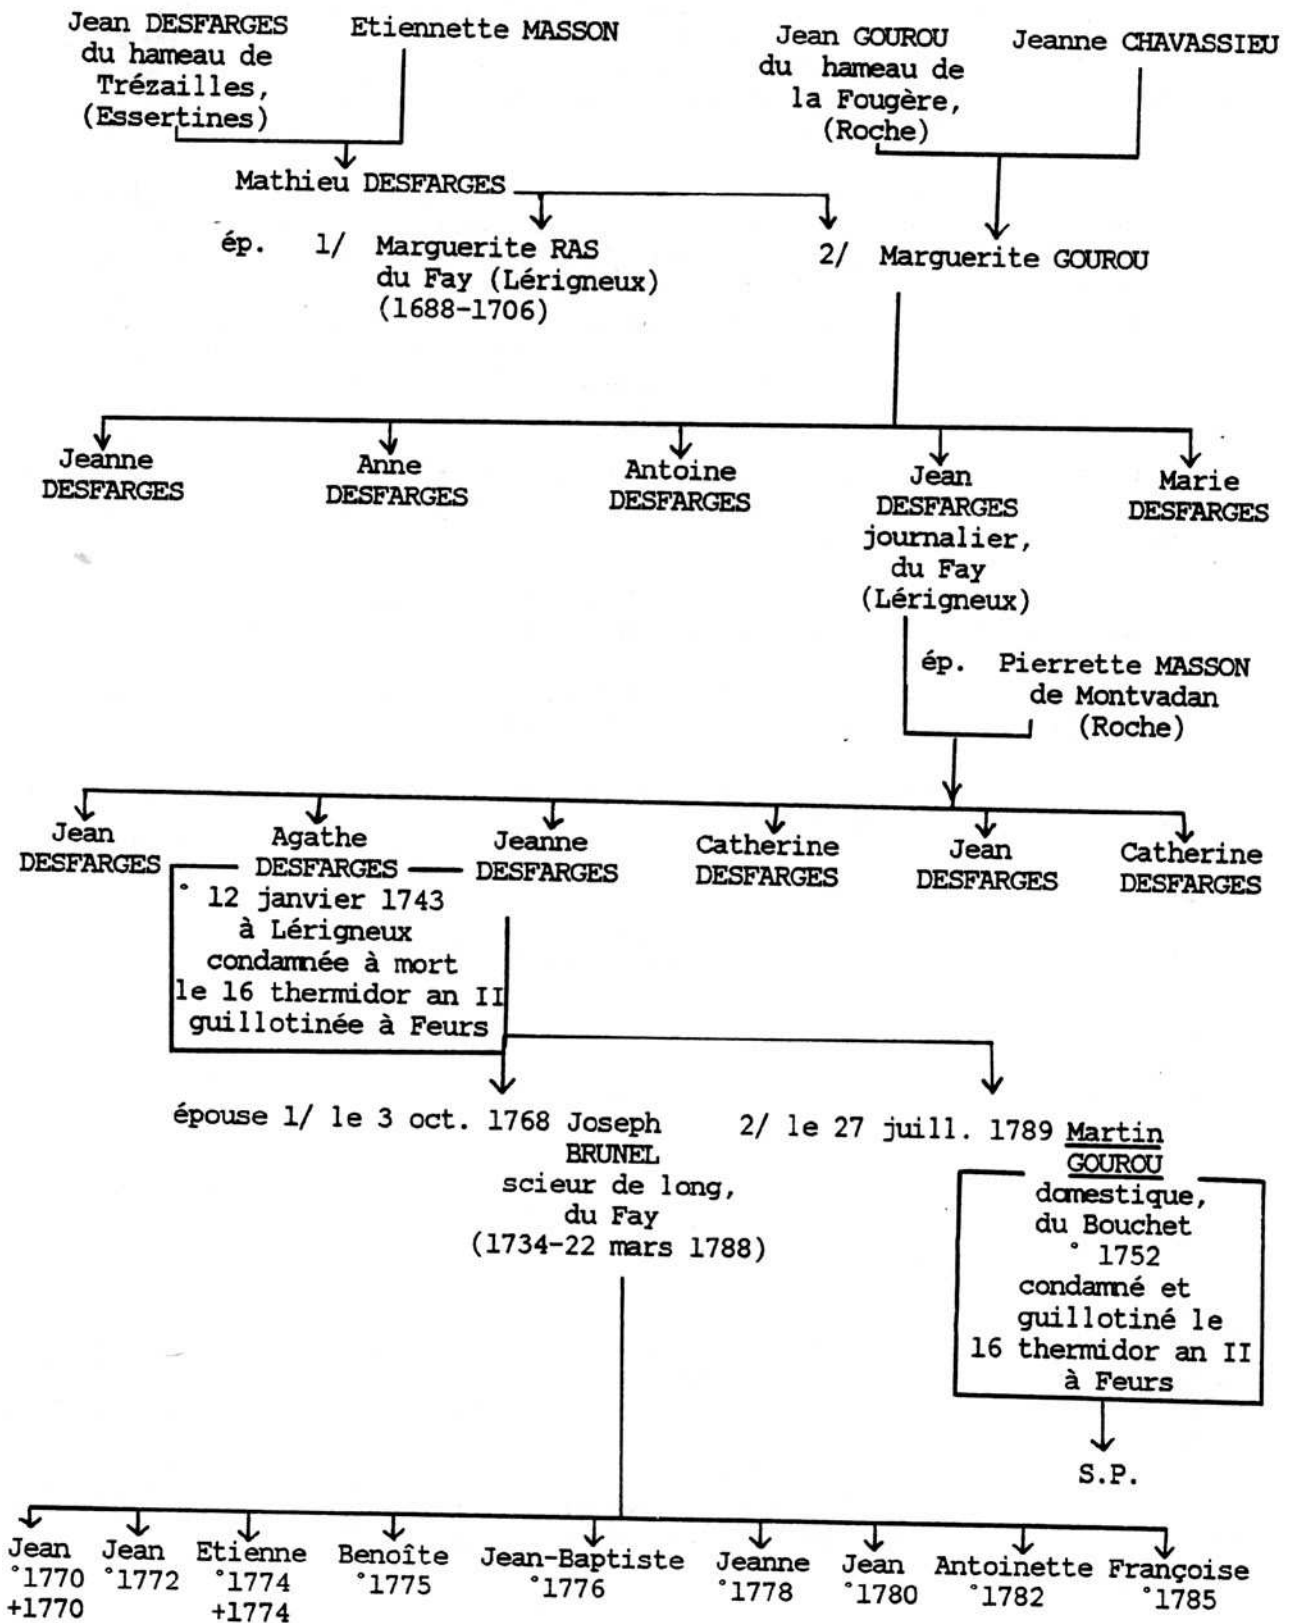 Jean DESFARGES
du hameau de
Trézailles,
(Essertines)
Etiennette MASSON
Jean GOUROU
du hameau de
la Fougère,
(Roche)
Jeanne CHAVASSIEU
Mathieu DESFARGES
ép. 1/ Marguerite RAS
du Fay (Lérigneux)
(1688-1706)
2/ Marguerite GOUROU
Jeanne
DESFARGES
Anne
DESFARGES
Antoine
DESFARGES
Jean
DESFARGES
journalier,
du Fay
(Lérigneux)
Marie
DESFARGES
ép. Pierrette MASSON
de Montvadan
(Roche)
Jean
DESFARGES
Agathe
DESFARGES
° 12 janvier 1743
à Lérigneux
condamnée à mort
le 16 thermidor an II
guillotinée à Feurs
Jeanne
DESFARGES
Catherine
DESFARGES
Jean
DESFARGES
Catherine
DESFARGES
épouse 1/ le 3 oct. 1768 Joseph
BRUNEL
scieur de long,
du Fay
(1734-22 mars 1788)
2/ le 27 juill. 1789 Martin
GOUROU
domestique,
du Bouchet
° 1752
condamné et
guillotiné le
16 thermidor an II
à Feurs
S.P.
Jean
°1770
+1770
Jean
°1772
Etienne
°1774
+1774
Benoîte
°1775
Jean-Baptiste
°1776
Jeanne
°1778
Jean
°1780
Antoinette
°1782
Françoise
°1785